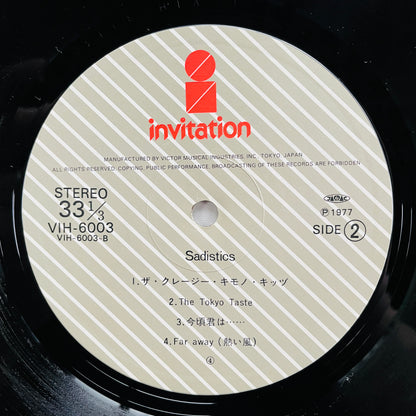 invitation
MANUFACTURED BY VICTOR MUSICAL INDUSTRIES, INC., TOKYO, JAPAN
ALL RIGHTS RESERVED. COPYING, PUBLIC PERFORMANCE, BROADCASTING OF THESE RECORDS ARE FORBIDDEN
STEREO
33 1/3
VIH-6003
VIH-6003-B
JASRAC
Ⓟ 1977
SIDE ②
Sadistics
1.ザ・クレージー・キモノ・キッヅ
2.The Tokyo Taste
3.今頃君は……
4.Far away (熱い風)
④